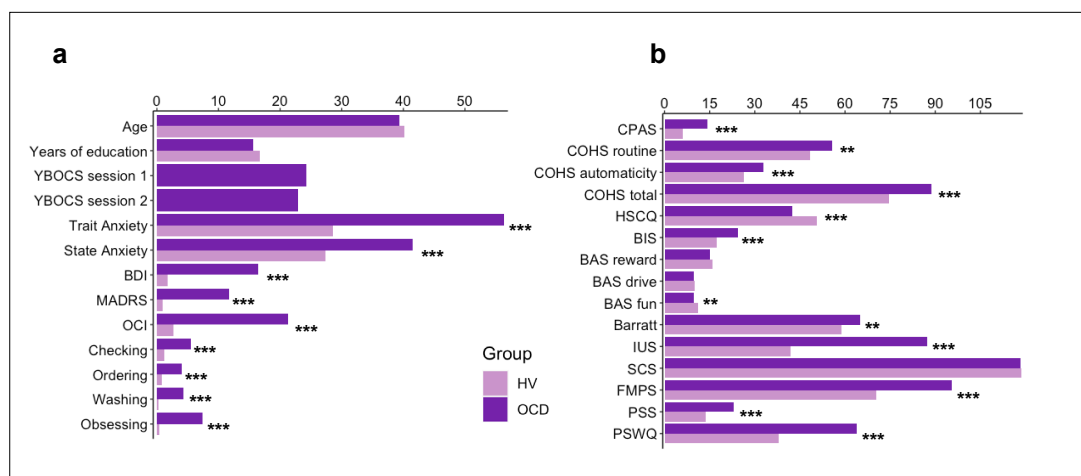 a
0 10 20 30 40 50
Age
Years of education
YBOCS session 1
YBOCS session 2
Trait Anxiety ***
State Anxiety ***
BDI ***
MADRS ***
OCI ***
Checking ***
Ordering ***
Washing ***
Obsessing ***
Group
HV
OCD
b
0 15 30 45 60 75 90 105
CPAS ***
COHS routine **
COHS automaticity ***
COHS total ***
HSCQ ***
BIS ***
BAS reward
BAS drive
BAS fun **
Barratt **
IUS ***
SCS
FMPS ***
PSS ***
PSWQ ***